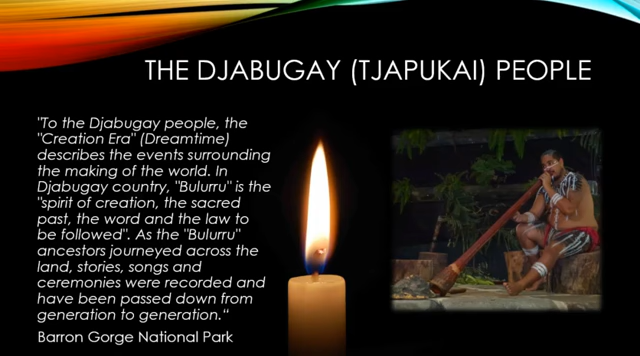 THE DJABUGAY (TJAPUKAI) PEOPLE
"To the Djabugay people, the
"Creation Era" (Dreamtime)
describes the events surrounding
the making of the world. In
Djabugay country, "Bulurru" is the
"spirit of creation, the sacred
past, the word and the law to
be followed". As the "Bulurru"
ancestors journeyed across the
land, stories, songs and
ceremonies were recorded and
have been passed down from
generation to generation.“
Barron Gorge National Park